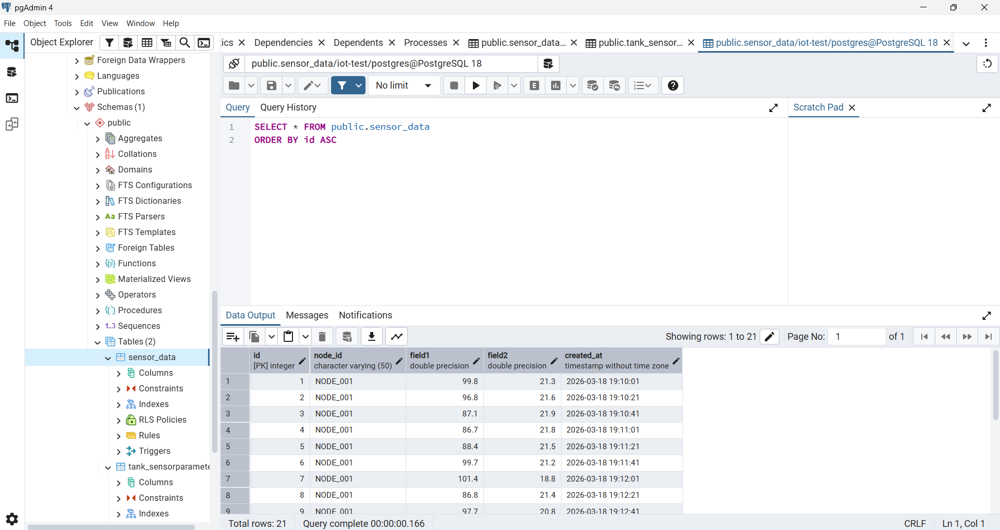 pgAdmin 4
File Object Tools Edit View Window Help
Object Explorer
ics Dependencies Dependents Processes public.sensor_data... public.tank_sensor... public.sensor_data/iot-test/postgres@PostgreSQL 18
public.sensor_data/iot-test/postgres@PostgreSQL 18
No limit
E
Foreign Data Wrappers
Languages
Publications
Schemas (1)
public
Aggregates
Collations
Domains
FTS Configurations
FTS Dictionaries
Aa FTS Parsers
FTS Templates
Foreign Tables
Functions
Materialized Views
Operators
Procedures
1..3 Sequences
Tables (2)
sensor_data
Columns
Constraints
Indexes
RLS Policies
Rules
Triggers
tank_sensorparamete
Columns
Constraints
Indexes
Query Query History
Scratch Pad
1 SELECT * FROM public.sensor_data
2 ORDER BY id ASC
Data Output Messages Notifications
Showing rows: 1 to 21 Page No: 1 of 1
id node_id field1 field2 created_at
[PK] integer character varying (50) double precision double precision timestamp without time zone
1 1 NODE_001 99.8 21.3 2026-03-18 19:10:01
2 2 NODE_001 96.8 21.6 2026-03-18 19:10:21
3 3 NODE_001 87.1 21.9 2026-03-18 19:10:41
4 4 NODE_001 86.7 21.8 2026-03-18 19:11:01
5 5 NODE_001 88.4 21.5 2026-03-18 19:11:21
6 6 NODE_001 99.7 21.2 2026-03-18 19:11:41
7 7 NODE_001 101.4 18.8 2026-03-18 19:12:01
8 8 NODE_001 86.8 21.4 2026-03-18 19:12:21
9 9 NODE_001 97.7 20.8 2026-03-18 19:12:41
Total rows: 21 Query complete 00:00:00.166
CRLF Ln 1, Col 1